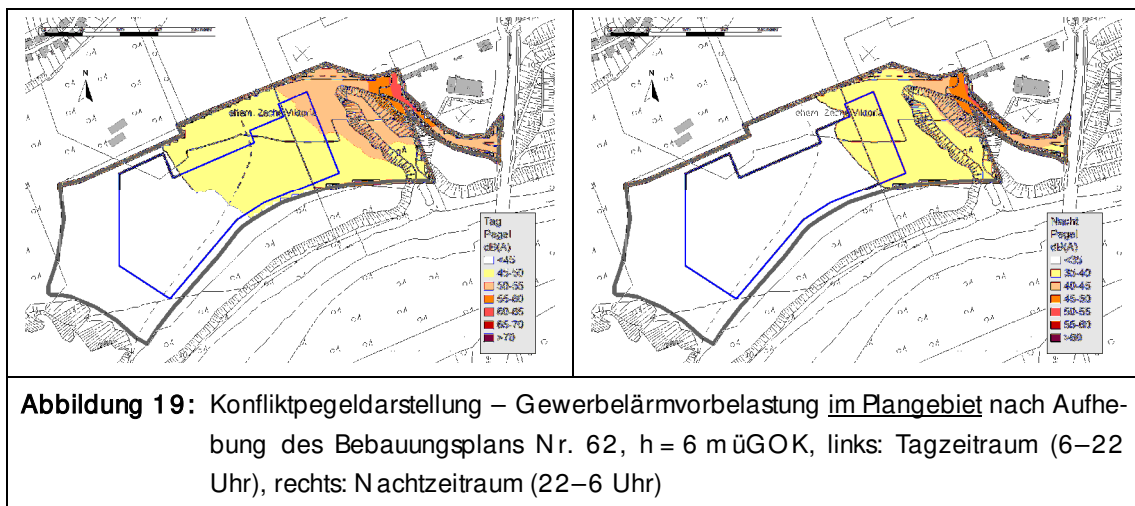 N
ehem. Zeche Viktoria
Tag
Pegel
dB(A)
<45
45-50
50-55
55-60
60-65
65-70
>70
N
ehem. Zeche Viktoria
Nacht
Pegel
dB(A)
<35
35-40
40-45
45-50
50-55
55-60
>60
Abbildung 19: Konfliktpegeldarstellung – Gewerbelärmvorbelastung im Plangebiet nach Aufhe-
bung des Bebauungsplans Nr. 62, h = 6 m üGOK, links: Tagzeitraum (6–22
Uhr), rechts: Nachtzeitraum (22–6 Uhr)